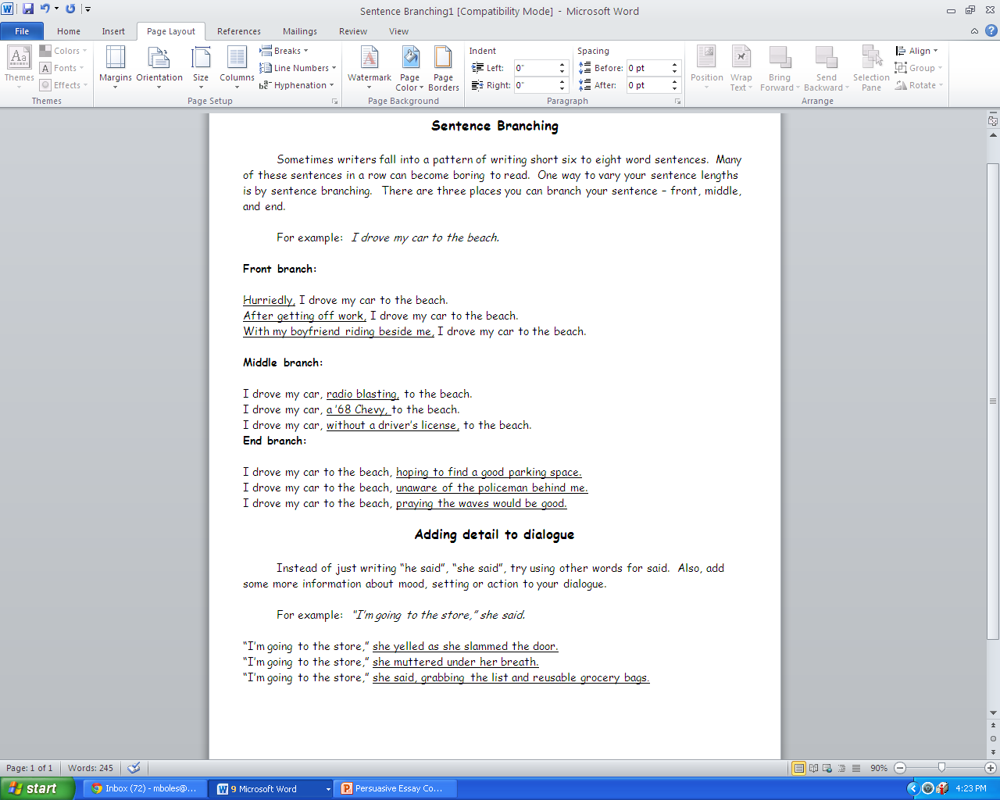 Sentence Branching1 [Compatibility Mode] - Microsoft Word
File Home Insert Page Layout References Mailings Review View
Themes
Colors
Fonts
Effects
Themes
Margins Orientation Size Columns
Breaks
Line Numbers
Hyphenation
Page Setup
Watermark Page Color Page Borders
Page Background
Indent
Left: 0"
Right: 0"
Spacing
Before: 0 pt
After: 0 pt
Paragraph
Position Wrap Text Bring Forward Send Backward Selection Pane
Align
Group
Rotate
Arrange
Sentence Branching
Sometimes writers fall into a pattern of writing short six to eight word sentences. Many
of these sentences in a row can become boring to read. One way to vary your sentence lengths
is by sentence branching. There are three places you can branch your sentence – front, middle,
and end.
For example: I drove my car to the beach.
Front branch:
Hurriedly, I drove my car to the beach.
After getting off work, I drove my car to the beach.
With my boyfriend riding beside me, I drove my car to the beach.
Middle branch:
I drove my car, radio blasting, to the beach.
I drove my car, a '68 Chevy, to the beach.
I drove my car, without a driver's license, to the beach.
End branch:
I drove my car to the beach, hoping to find a good parking space.
I drove my car to the beach, unaware of the policeman behind me.
I drove my car to the beach, praying the waves would be good.
Adding detail to dialogue
Instead of just writing “he said”, “she said”, try using other words for said. Also, add
some more information about mood, setting or action to your dialogue.
For example: “I'm going to the store,” she said.
“I'm going to the store,” she yelled as she slammed the door.
“I'm going to the store,” she muttered under her breath.
“I'm going to the store,” she said, grabbing the list and reusable grocery bags.
Page: 1 of 1 Words: 245 90%
start Inbox (72) - mboles@... 9 Microsoft Word Persuasive Essay Co... 4:23 PM